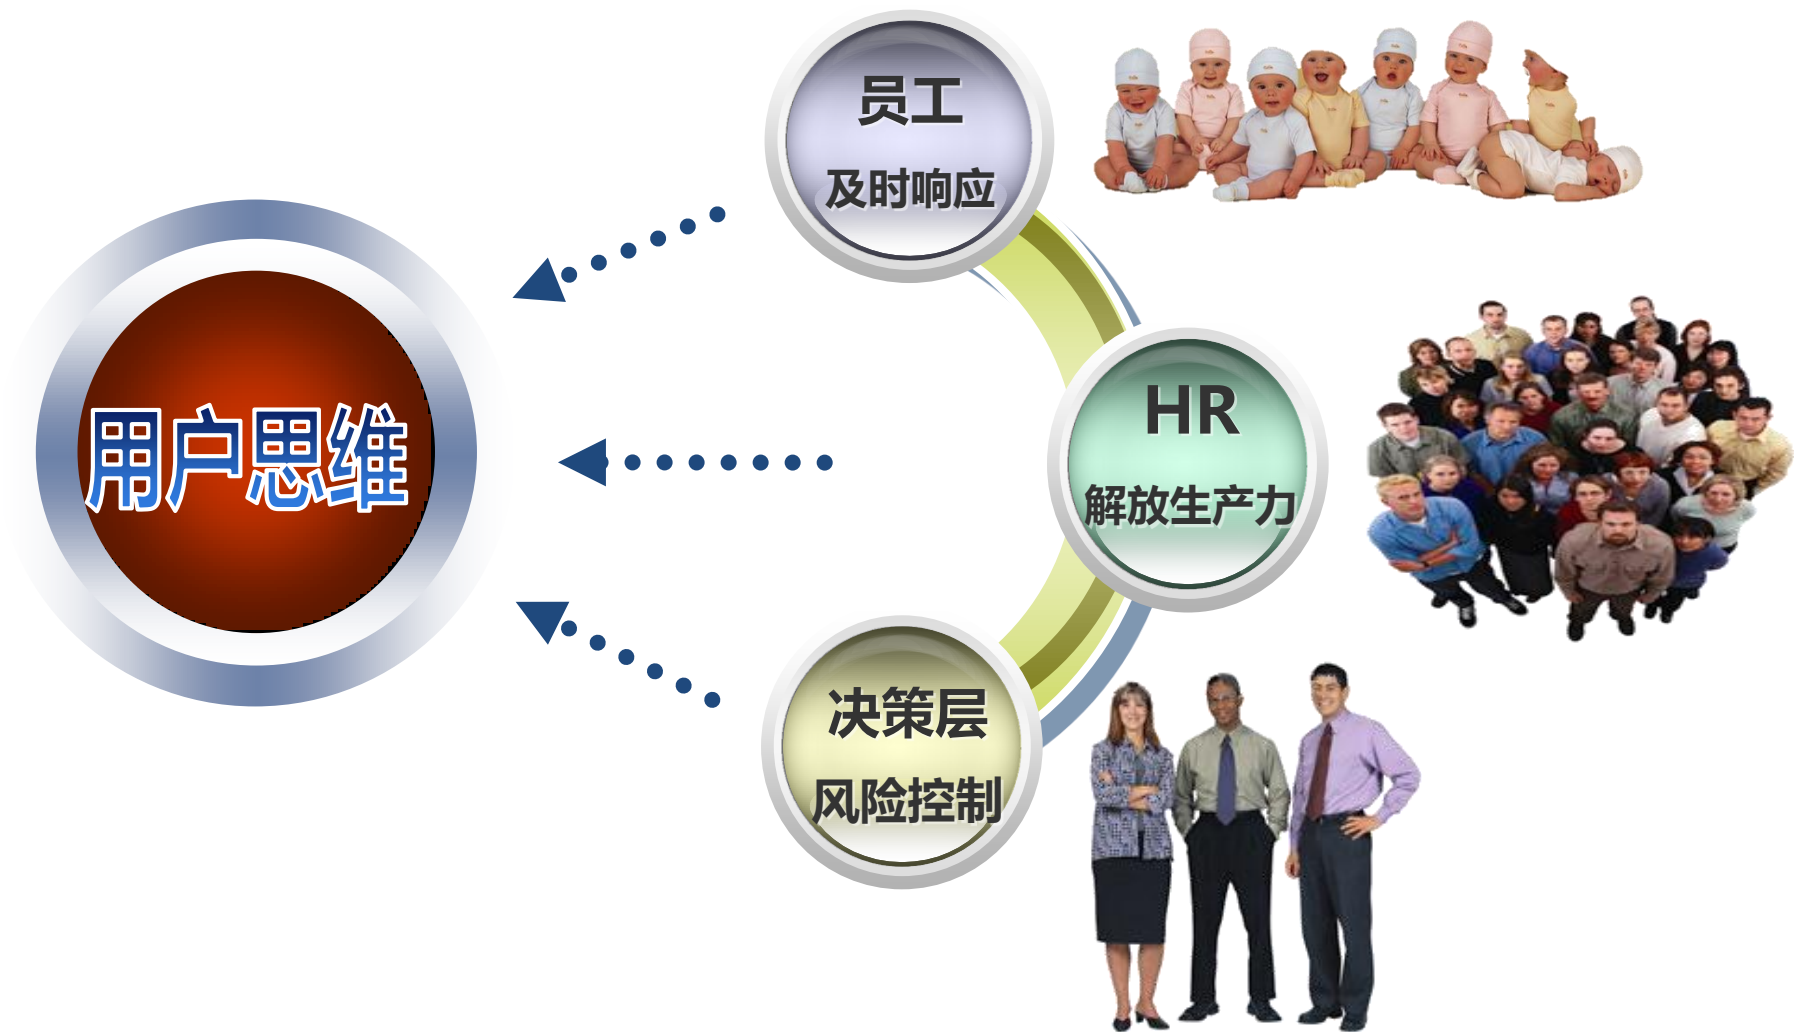 员工
及时响应
用户思维
HR
解放生产力
决策层
风险控制